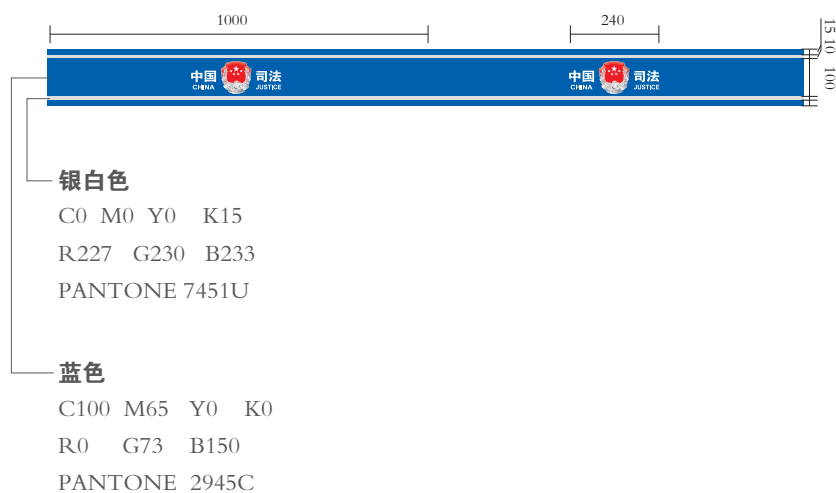 1000
240
15 10
100
中国 司法
CHINA JUSTICE
中国 司法
CHINA JUSTICE
银白色
C0 M0 Y0 K15
R227 G230 B233
PANTONE 7451U
蓝色
C100 M65 Y0 K0
R0 G73 B150
PANTONE 2945C